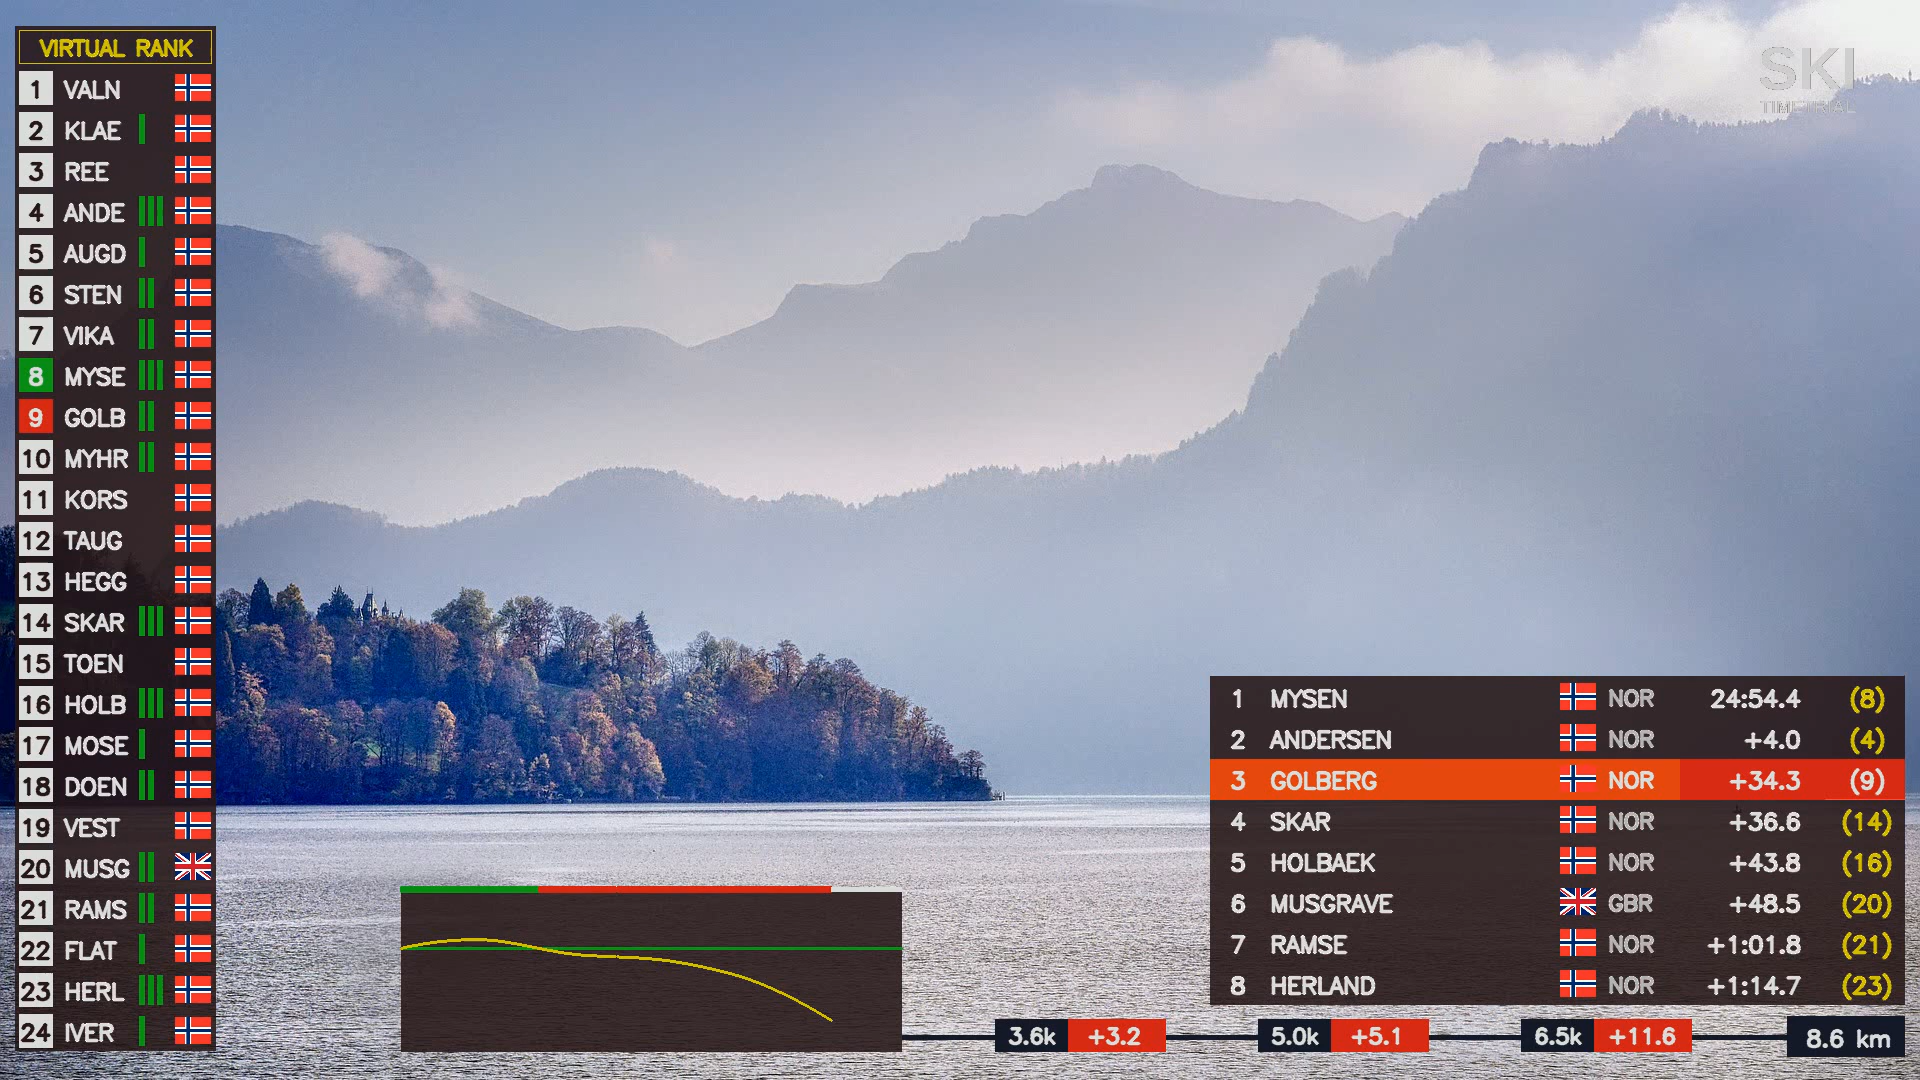 VIRTUAL RANK
1 VALN
2 KLAE
3 REE
4 ANDE
5 AUGD
6 STEN
7 VIKA
8 MYSE
9 GOLB
10 MYHR
11 KORS
12 TAUG
13 HEGG
14 SKAR
15 TOEN
16 HOLB
17 MOSE
18 DOEN
19 VEST
20 MUSG
21 RAMS
22 FLAT
23 HERL
24 IVER
SKI
TIMETRIAL
1 MYSEN NOR 24:54.4 (8)
2 ANDERSEN NOR +4.0 (4)
3 GOLBERG NOR +34.3 (9)
4 SKAR NOR +36.6 (14)
5 HOLBAEK NOR +43.8 (16)
6 MUSGRAVE GBR +48.5 (20)
7 RAMSE NOR +1:01.8 (21)
8 HERLAND NOR +1:14.7 (23)
3.6k +3.2 5.0k +5.1 6.5k +11.6 8.6 km